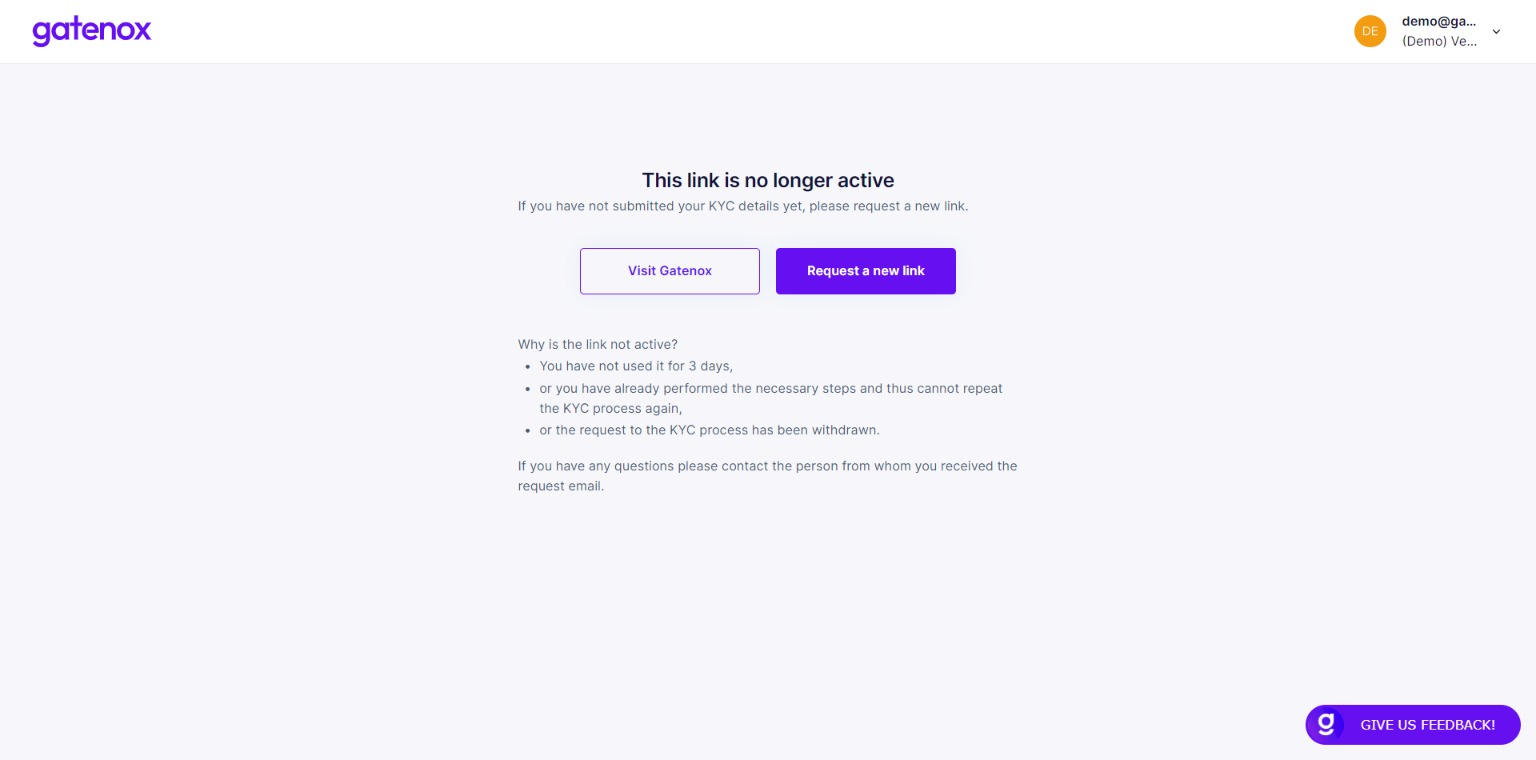 gatenox
DE
demo@ga...
(Demo) Ve...
This link is no longer active
If you have not submitted your KYC details yet, please request a new link.
Visit Gatenox
Request a new link
Why is the link not active?
• You have not used it for 3 days,
• or you have already performed the necessary steps and thus cannot repeat
the KYC process again,
• or the request to the KYC process has been withdrawn.
If you have any questions please contact the person from whom you received the
request email.
g
GIVE US FEEDBACK!